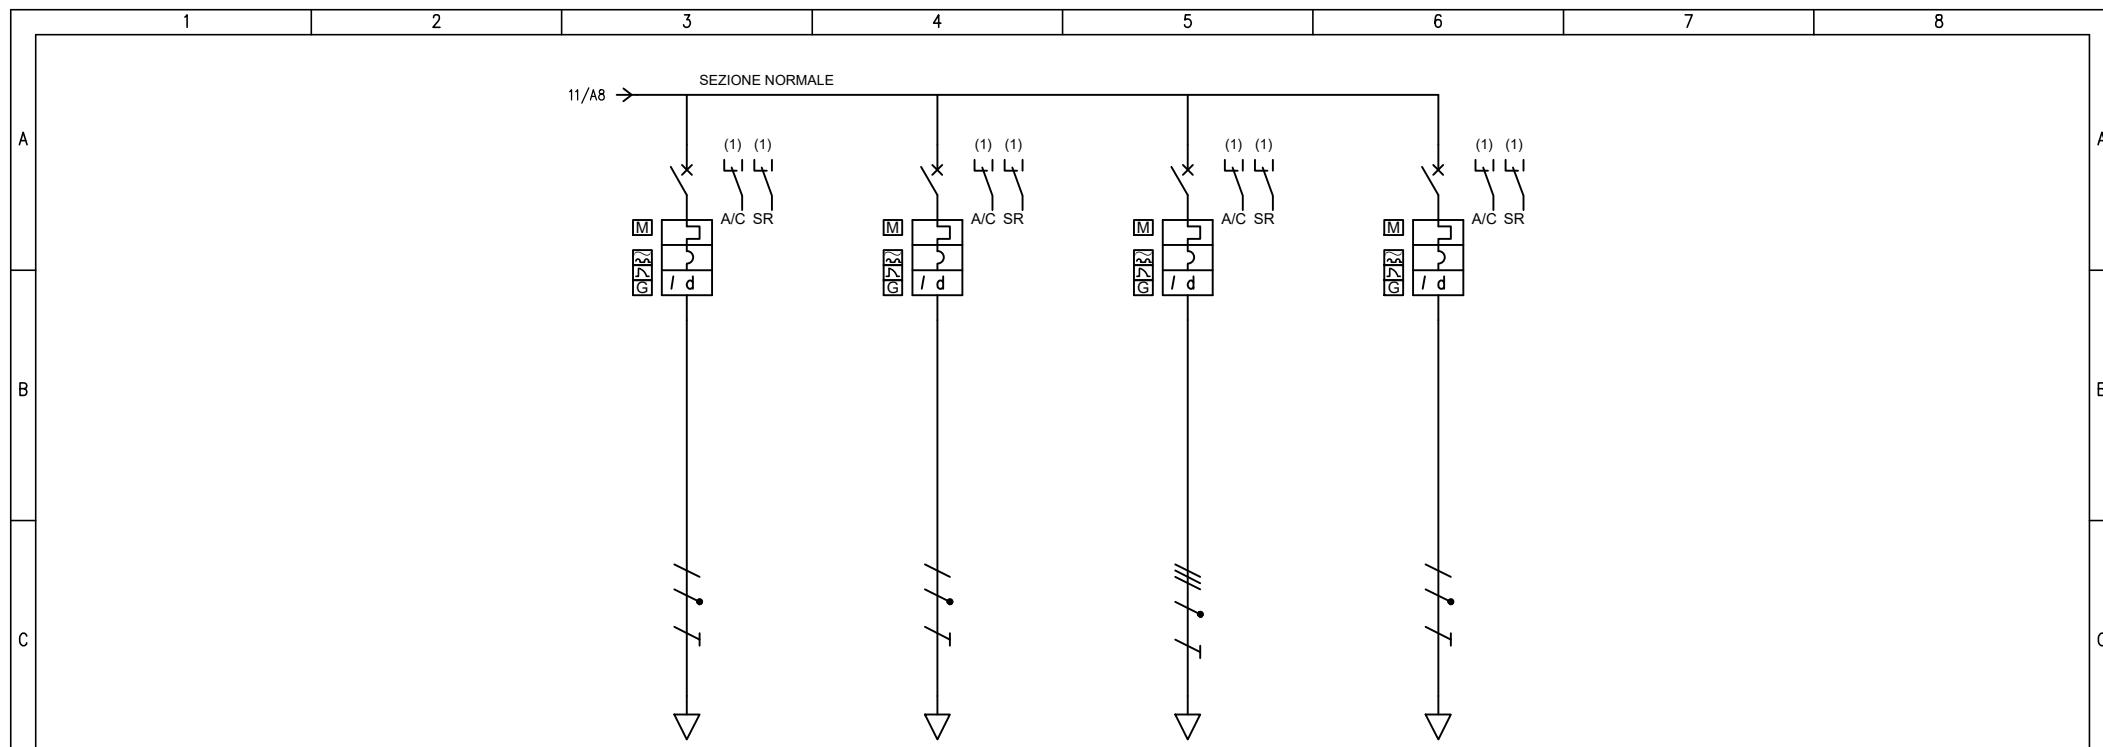 1 2 3 4 5 6 7 8
SEZIONE NORMALE
11/A8
A A
(1) (1) (1) (1) (1) (1) (1) (1)
A/C SR A/C SR A/C SR A/C SR
M M M M
G I d G I d G I d G I d
B B
C C